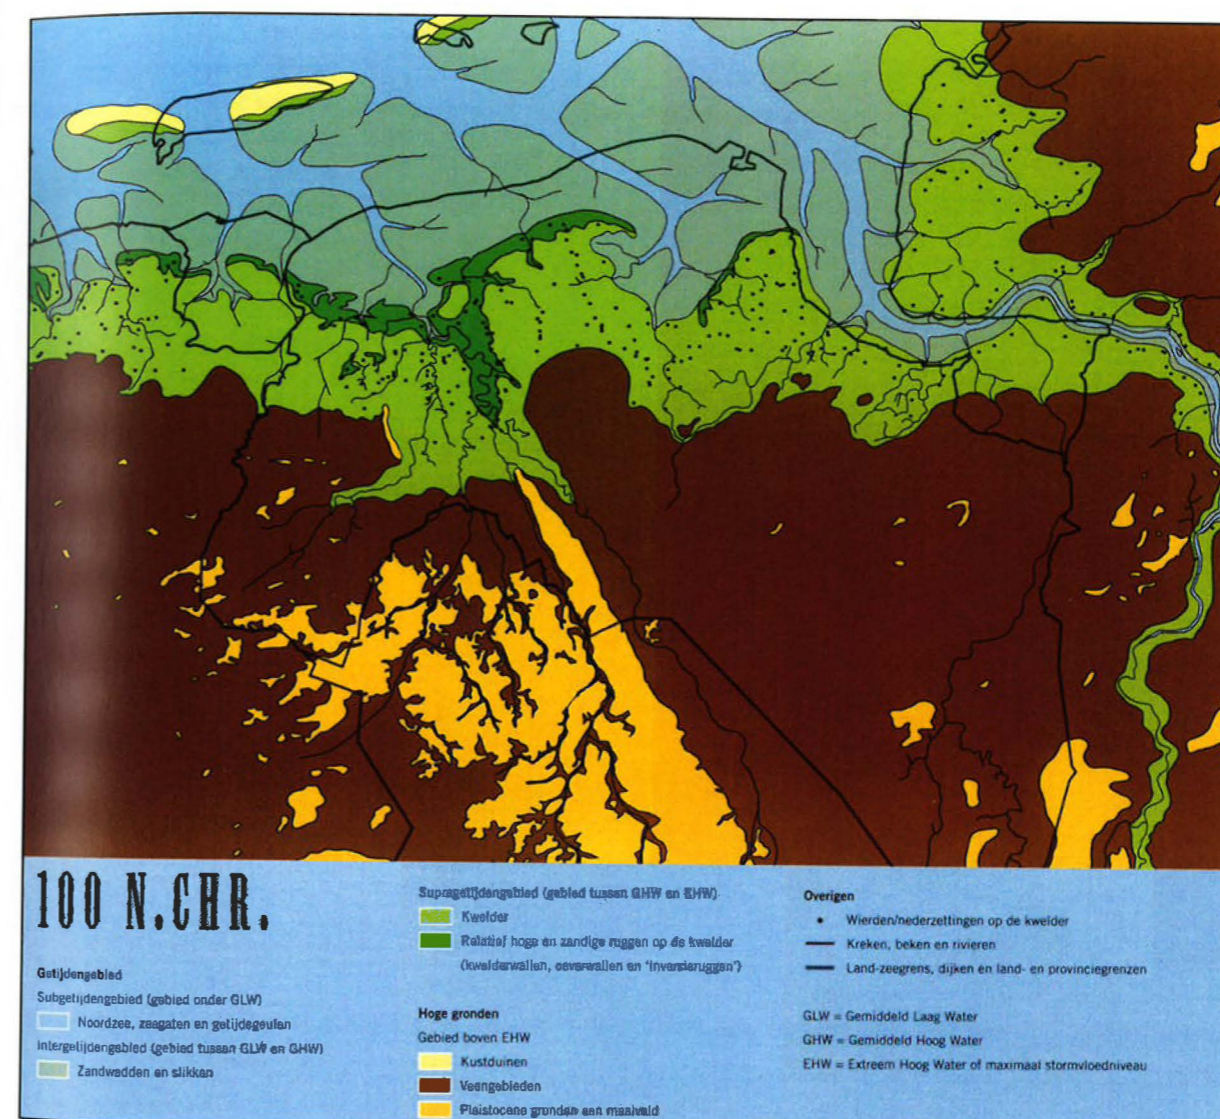 100 N.CHR.
Getijdengebied
Subgetijdengebied (gebied onder GLW)
Noordzee, zeegaten en getijdegeulen
Intergetijdengebied (gebied tussen GLW en GHW)
Zandwadden en slikken
Supragetijdengebied (gebied tussen GHW en EHW)
Kwelder
Relatief hoge en zandige ruggen op de kwelder
(kwelderwallen, oeverwallen en 'inversieruggen')
Hoge gronden
Gebied boven EHW
Kustduinen
Veengebieden
Pleistocene gronden aan maaiveld
Overigen
Wierden/nederzettingen op de kwelder
Kreken, beken en rivieren
Land-zeegrens, dijken en land- en provinciegrenzen
GLW = Gemiddeld Laag Water
GHW = Gemiddeld Hoog Water
EHW = Extreem Hoog Water of maximaal stormvloedniveau